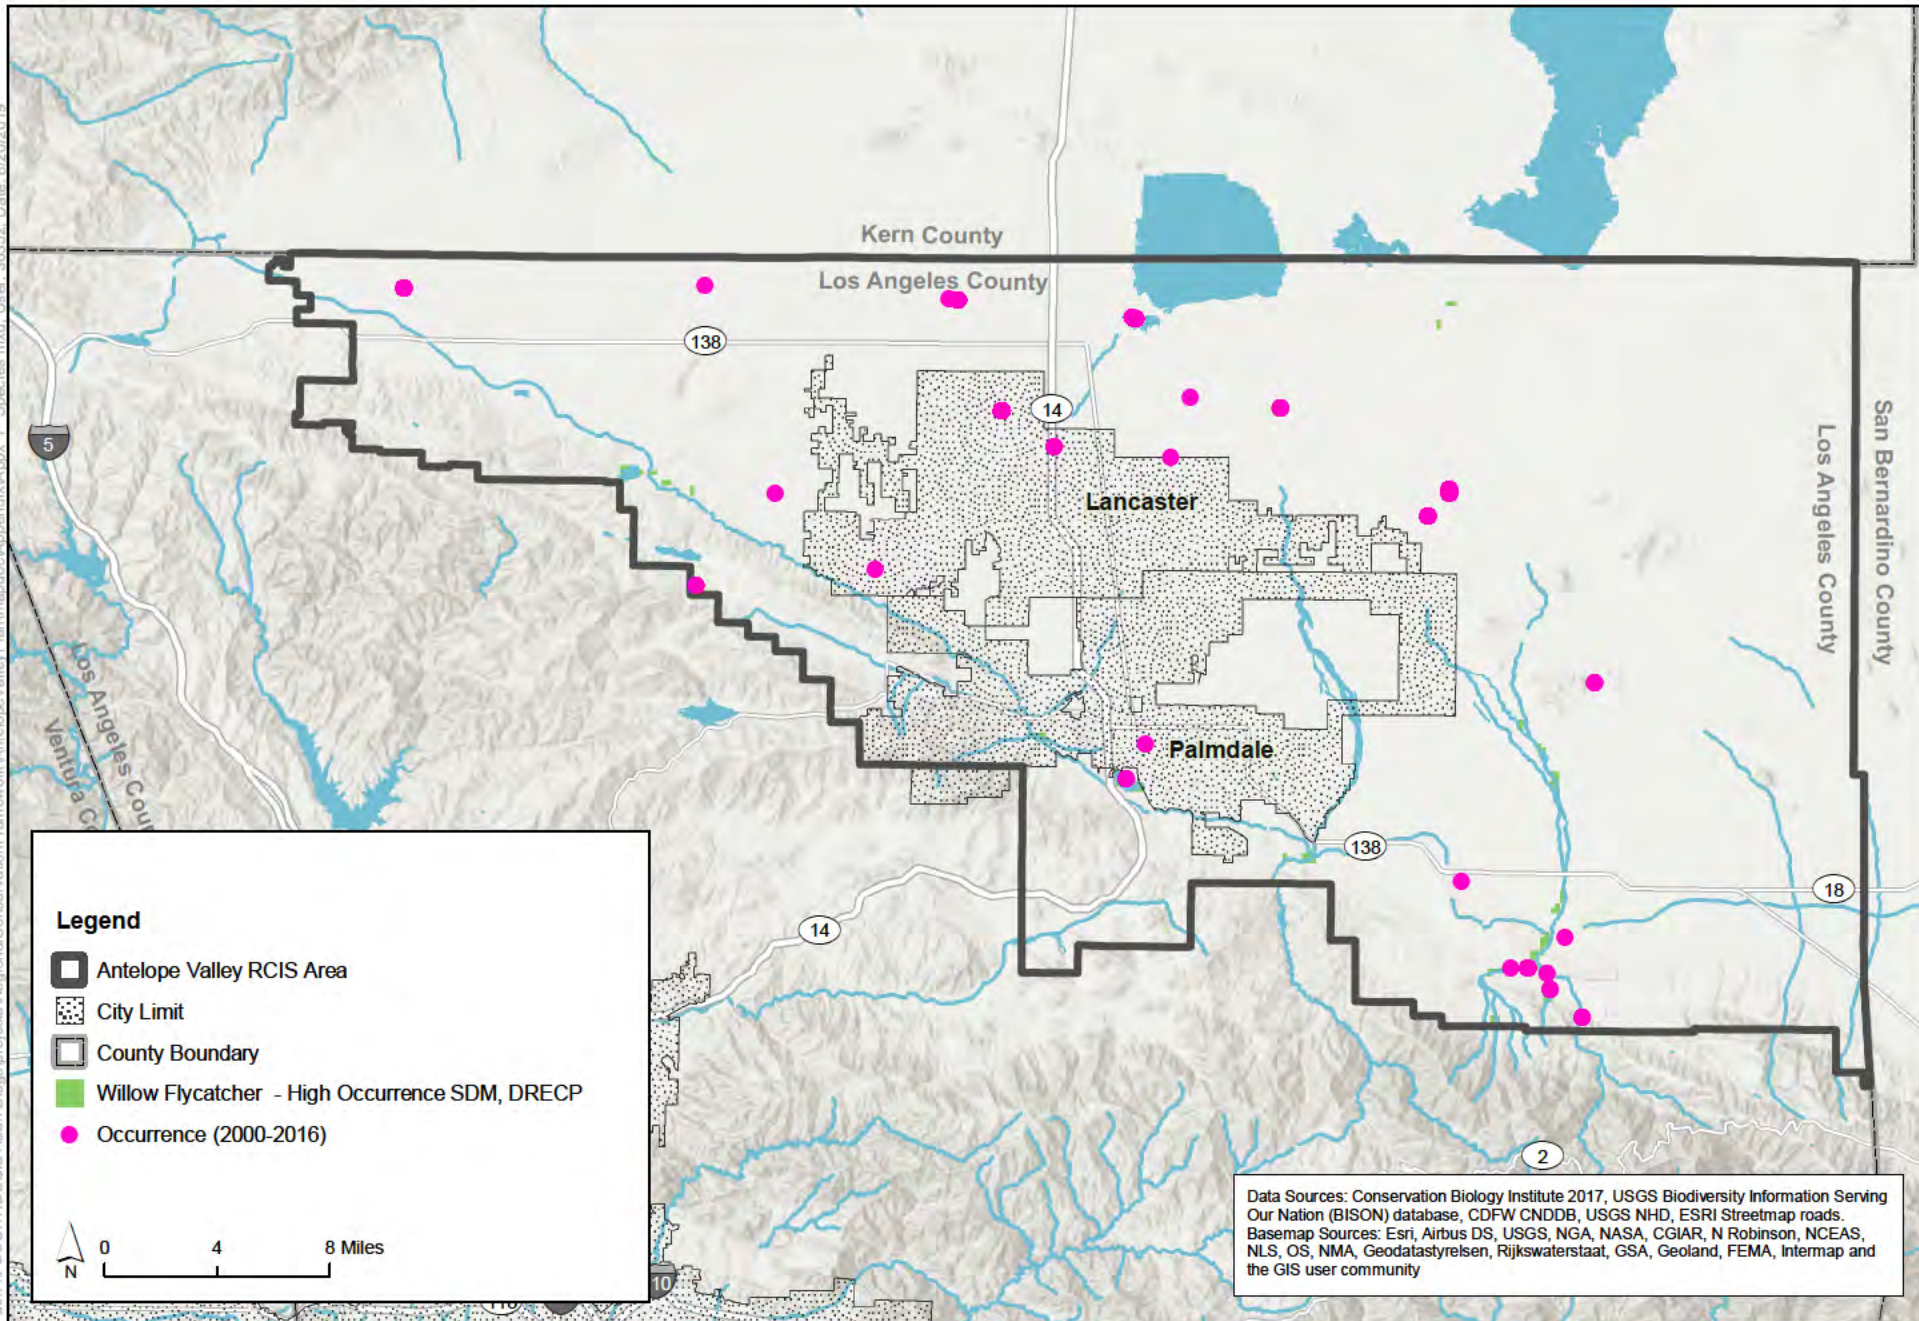 Kern County
Los Angeles County
138
14
5
Lancaster
Los Angeles County
San Bernardino County
Los Angeles Coun
Ventura Co
Palmdale
138
18
14
Legend
Antelope Valley RCIS Area
City Limit
County Boundary
Willow Flycatcher - High Occurrence SDM, DRECP
Occurrence (2000-2016)
N
0 4 8 Miles
10
2
Data Sources: Conservation Biology Institute 2017, USGS Biodiversity Information Serving
Our Nation (BISON) database, CDFW CNDDB, USGS NHD, ESRI Streetmap roads.
Basemap Sources: Esri, Airbus DS, USGS, NGA, NASA, CGIAR, N Robinson, NCEAS,
NLS, OS, NMA, Geodatastyrelsen, Rijkswaterstaat, GSA, Geoland, FEMA, Intermap and
the GIS user community